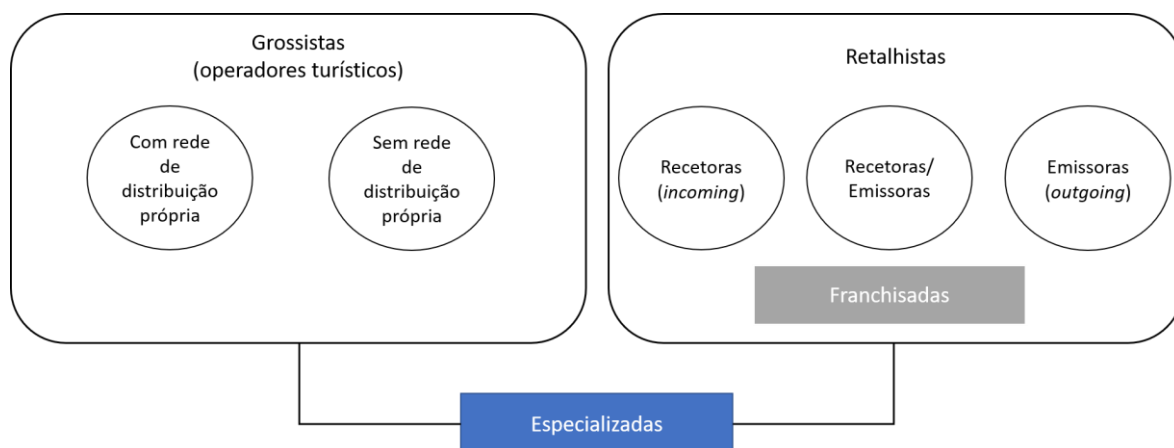 Grossistas
(operadores turísticos)
Com rede
de
distribuição
própria
Sem rede
de
distribuição
própria
Retalhistas
Recetoras
(incoming)
Recetoras/
Emissoras
Emissoras
(outgoing)
Franchisadas
Especializadas